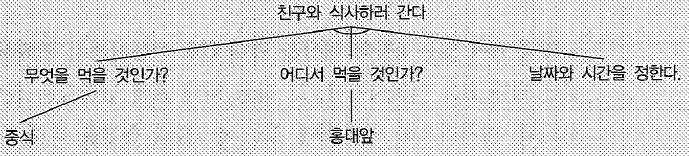 친구와 식사하러 간다
무엇을 먹을 것인가? 어디서 먹을 것인가? 날짜와 시간을 정한다.
중식 홍대앞